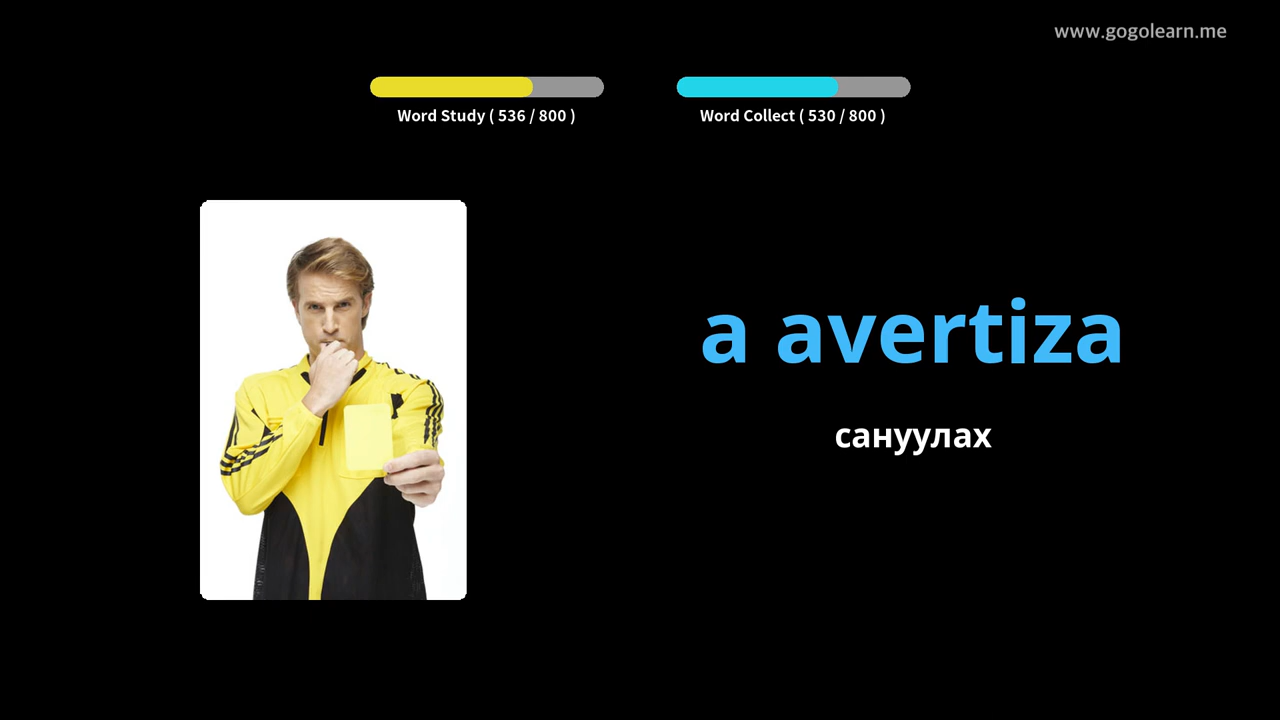 www.gogolearn.me
Word Study ( 536 / 800 )
Word Collect ( 530 / 800 )
a avertiza
сануулах